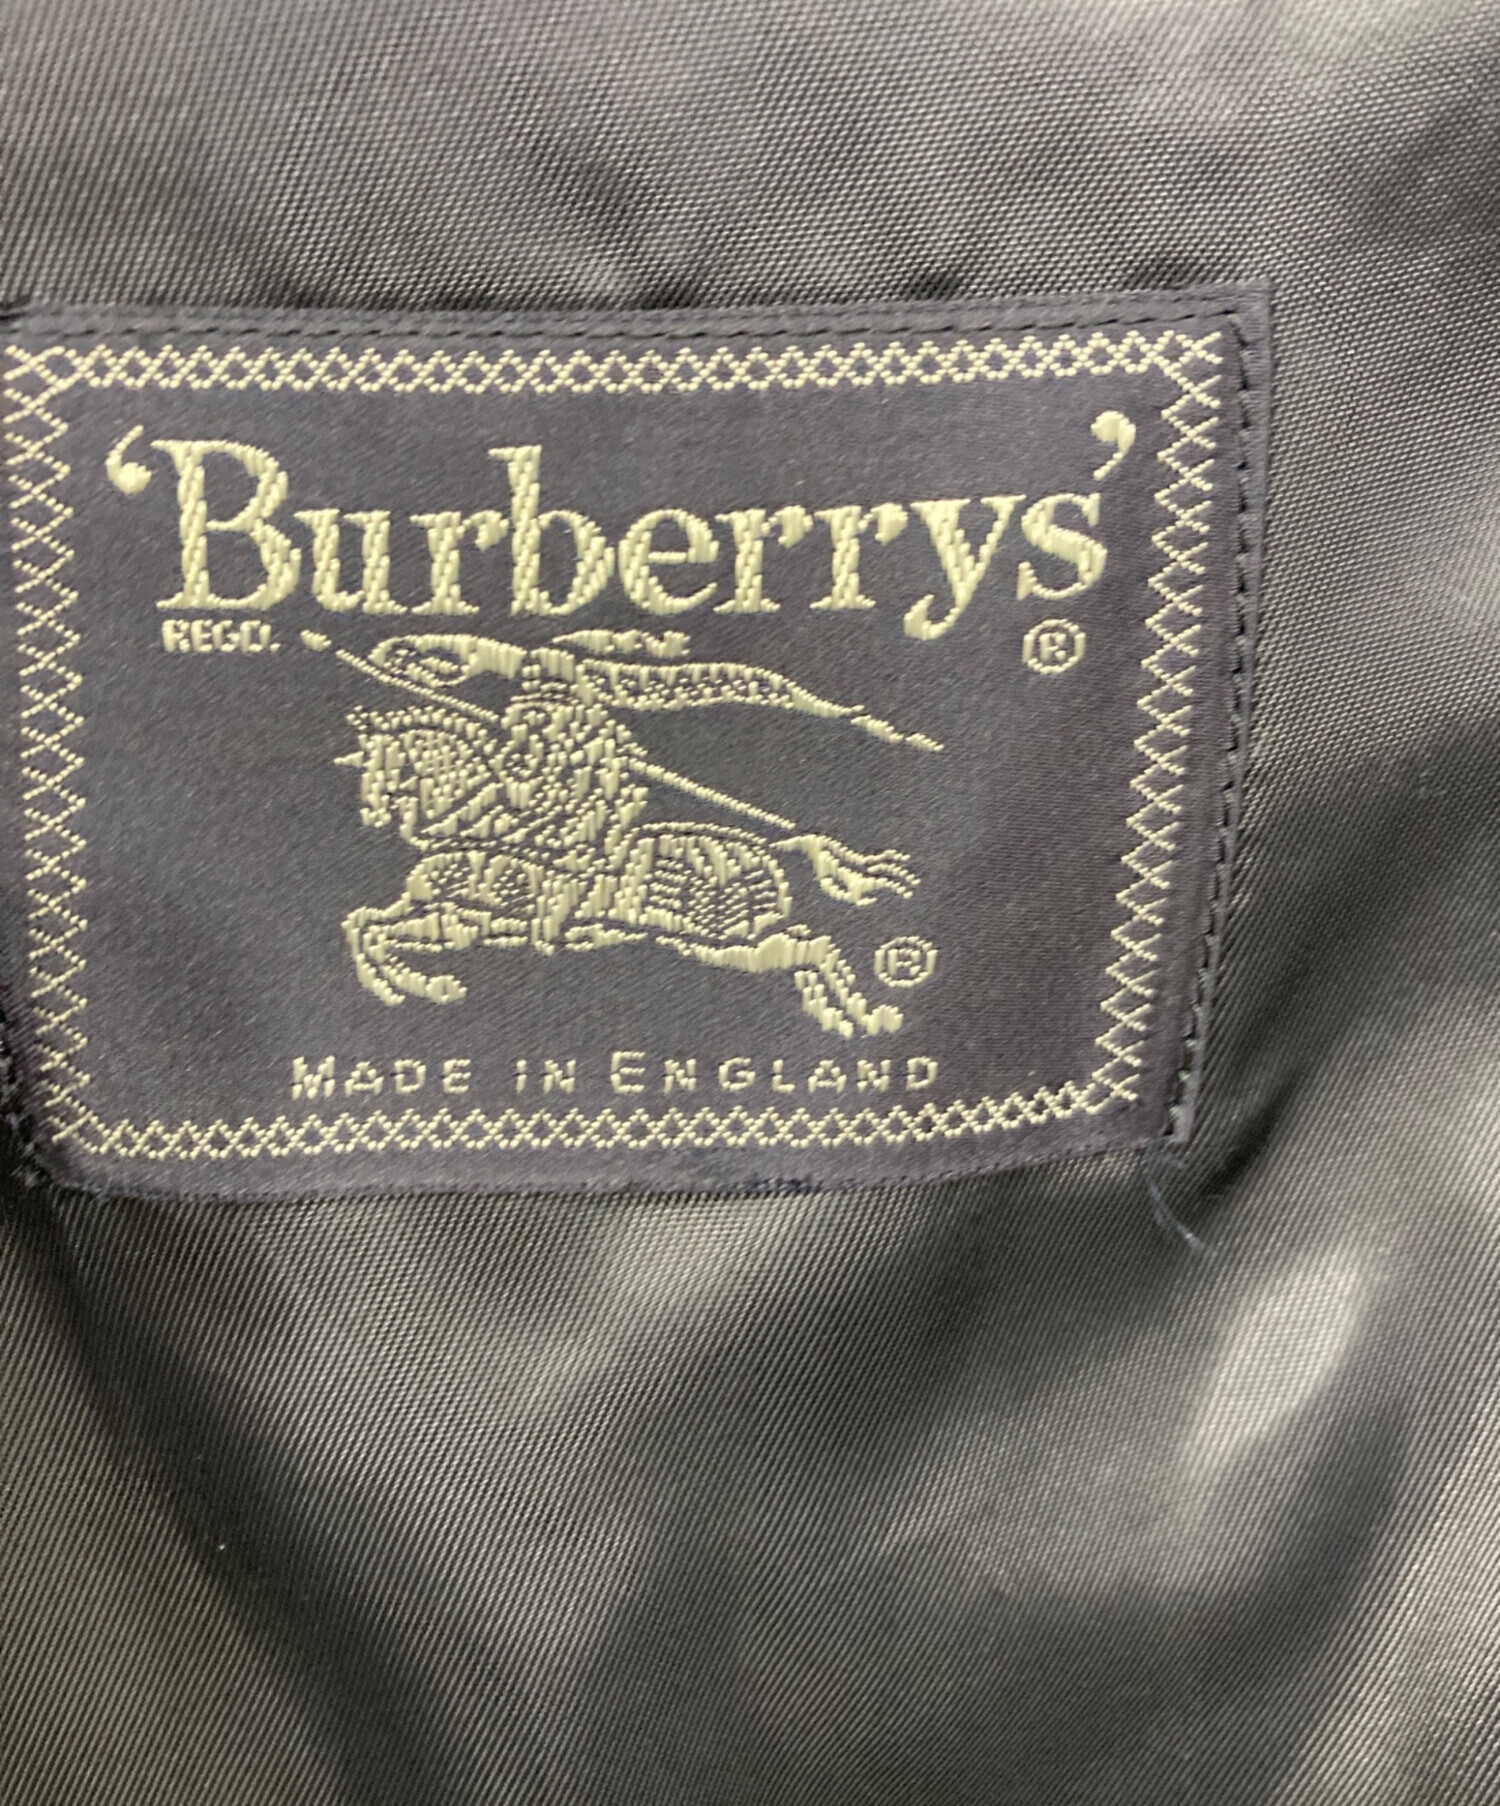 ‘Burberrys’
REGD. ®
®
MADE IN ENGLAND